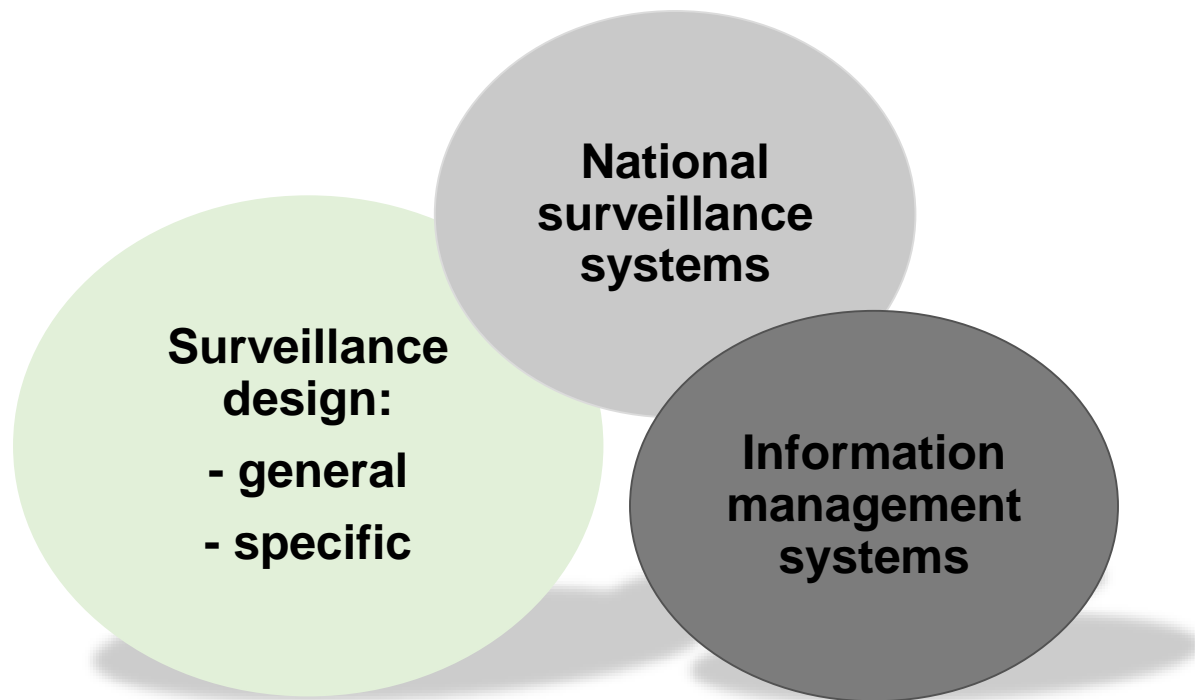 National
surveillance
systems
Surveillance
design:
- general
- specific
Information
management
systems